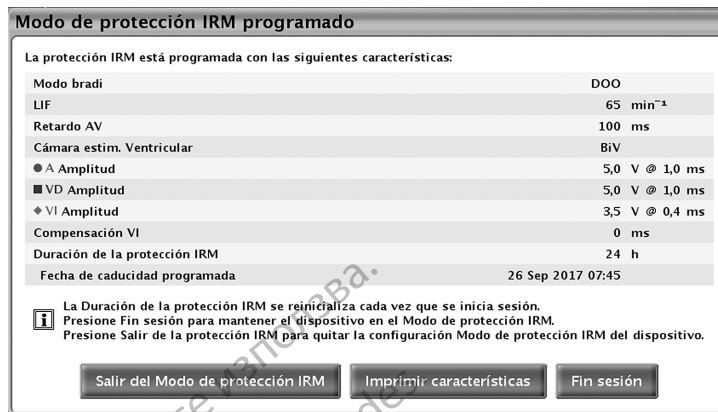 Modo de protección IRM programado
La protección IRM está programada con las siguientes características:
Modo bradi DOO
LIF 65 min⁻¹
Retardo AV 100 ms
Cámara estim. Ventricular BiV
A Amplitud 5,0 V @ 1,0 ms
VD Amplitud 5,0 V @ 1,0 ms
VI Amplitud 3,5 V @ 0,4 ms
Compensación VI 0 ms
Duración de la protección IRM 24 h
Fecha de caducidad programada 26 Sep 2017 07:45
La Duración de la protección IRM se reinicializa cada vez que se inicia sesión.
Presione Fin sesión para mantener el dispositivo en el Modo de protección IRM.
Presione Salir de la protección IRM para quitar la configuración Modo de protección IRM del dispositivo.
Salir del Modo de protección IRM Imprimir características Fin sesión
се използва.